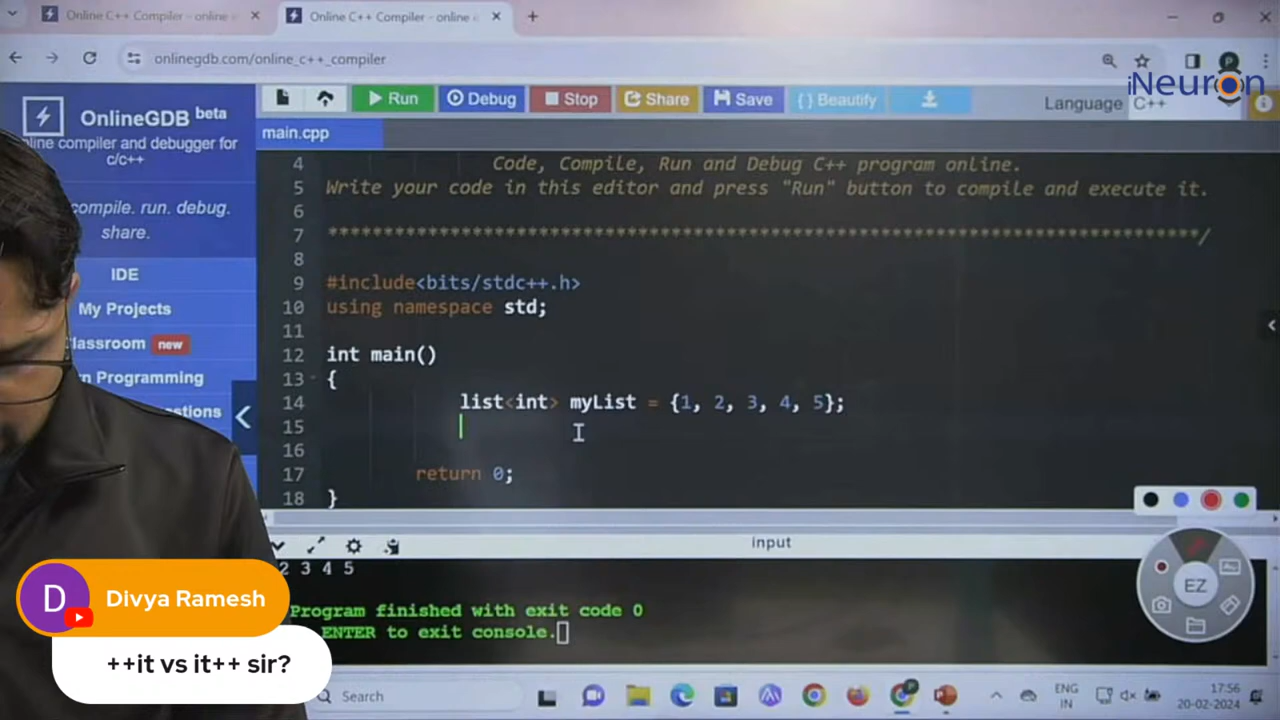 Online C++ Compiler - online
Online C++ Compiler - online
onlinegdb.com/online_c++_compiler
iNeuron
OnlineGDB beta
nline compiler and debugger for
c/c++
compile. run. debug.
share.
IDE
My Projects
lassroom new
n Programming
estions
Run
Debug
Stop
Share
Save
{ } Beautify
Language C++
main.cpp
4 Code, Compile, Run and Debug C++ program online.
5 Write your code in this editor and press "Run" button to compile and execute it.
6
7 *******************************************************************************/
8
9 #include<bits/stdc++.h>
10 using namespace std;
11
12 int main()
13 {
14 list<int> myList = {1, 2, 3, 4, 5};
15
16
17 return 0;
18 }
input
2 3 4 5
Program finished with exit code 0
ENTER to exit console.
EZ
D
Divya Ramesh
++it vs it++ sir?
Search
ENG
IN
17:56
20-02-2024